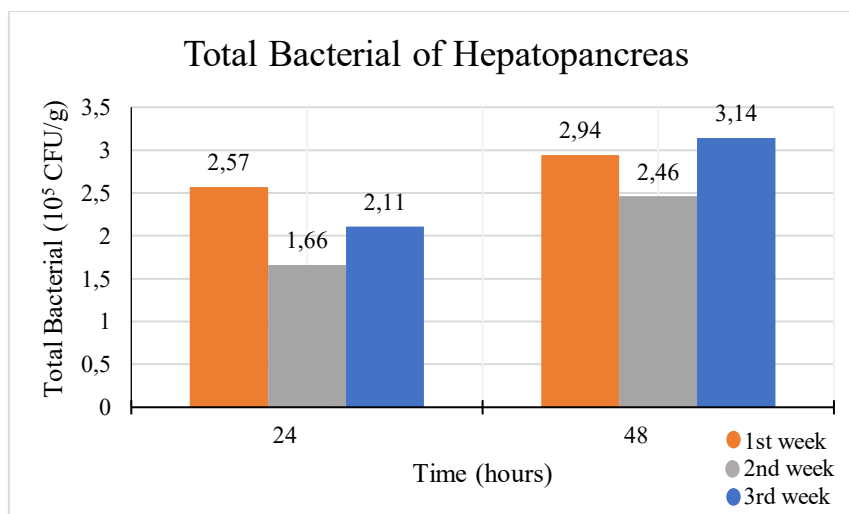 Total Bacterial of Hepatopancreas
Total Bacterial (10⁵ CFU/g)
3,5
3
2,5
2
1,5
1
0,5
0
2,57
1,66
2,11
2,94
2,46
3,14
24
48
Time (hours)
1st week
2nd week
3rd week